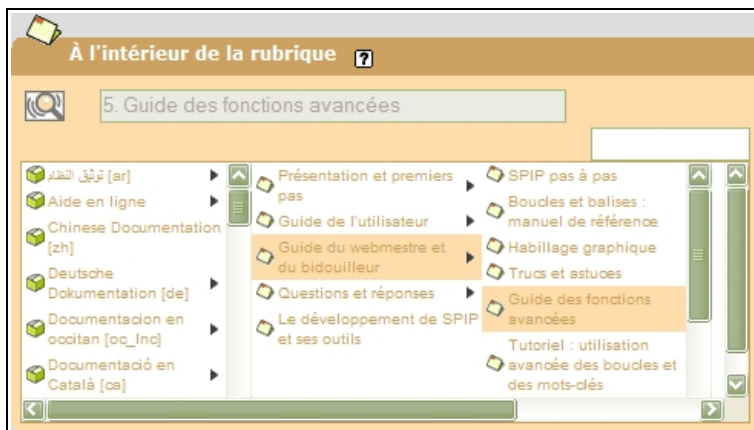 À l'intérieur de la rubrique ?
5. Guide des fonctions avancées
توثيق النظام [ar]
Aide en ligne
Chinese Documentation
[zh]
Deutsche
Dokumentation [de]
Documentacion en
occitan [oc_lnc]
Documentació en
Català [ca]
Présentation et premiers
pas
Guide de l'utilisateur
Guide du webmestre et
du bidouilleur
Questions et réponses
Le développement de SPIP
et ses outils
SPIP pas à pas
Boucles et balises :
manuel de référence
Habillage graphique
Trucs et astuces
Guide des fonctions
avancées
Tutoriel : utilisation
avancée des boucles et
des mots-clés